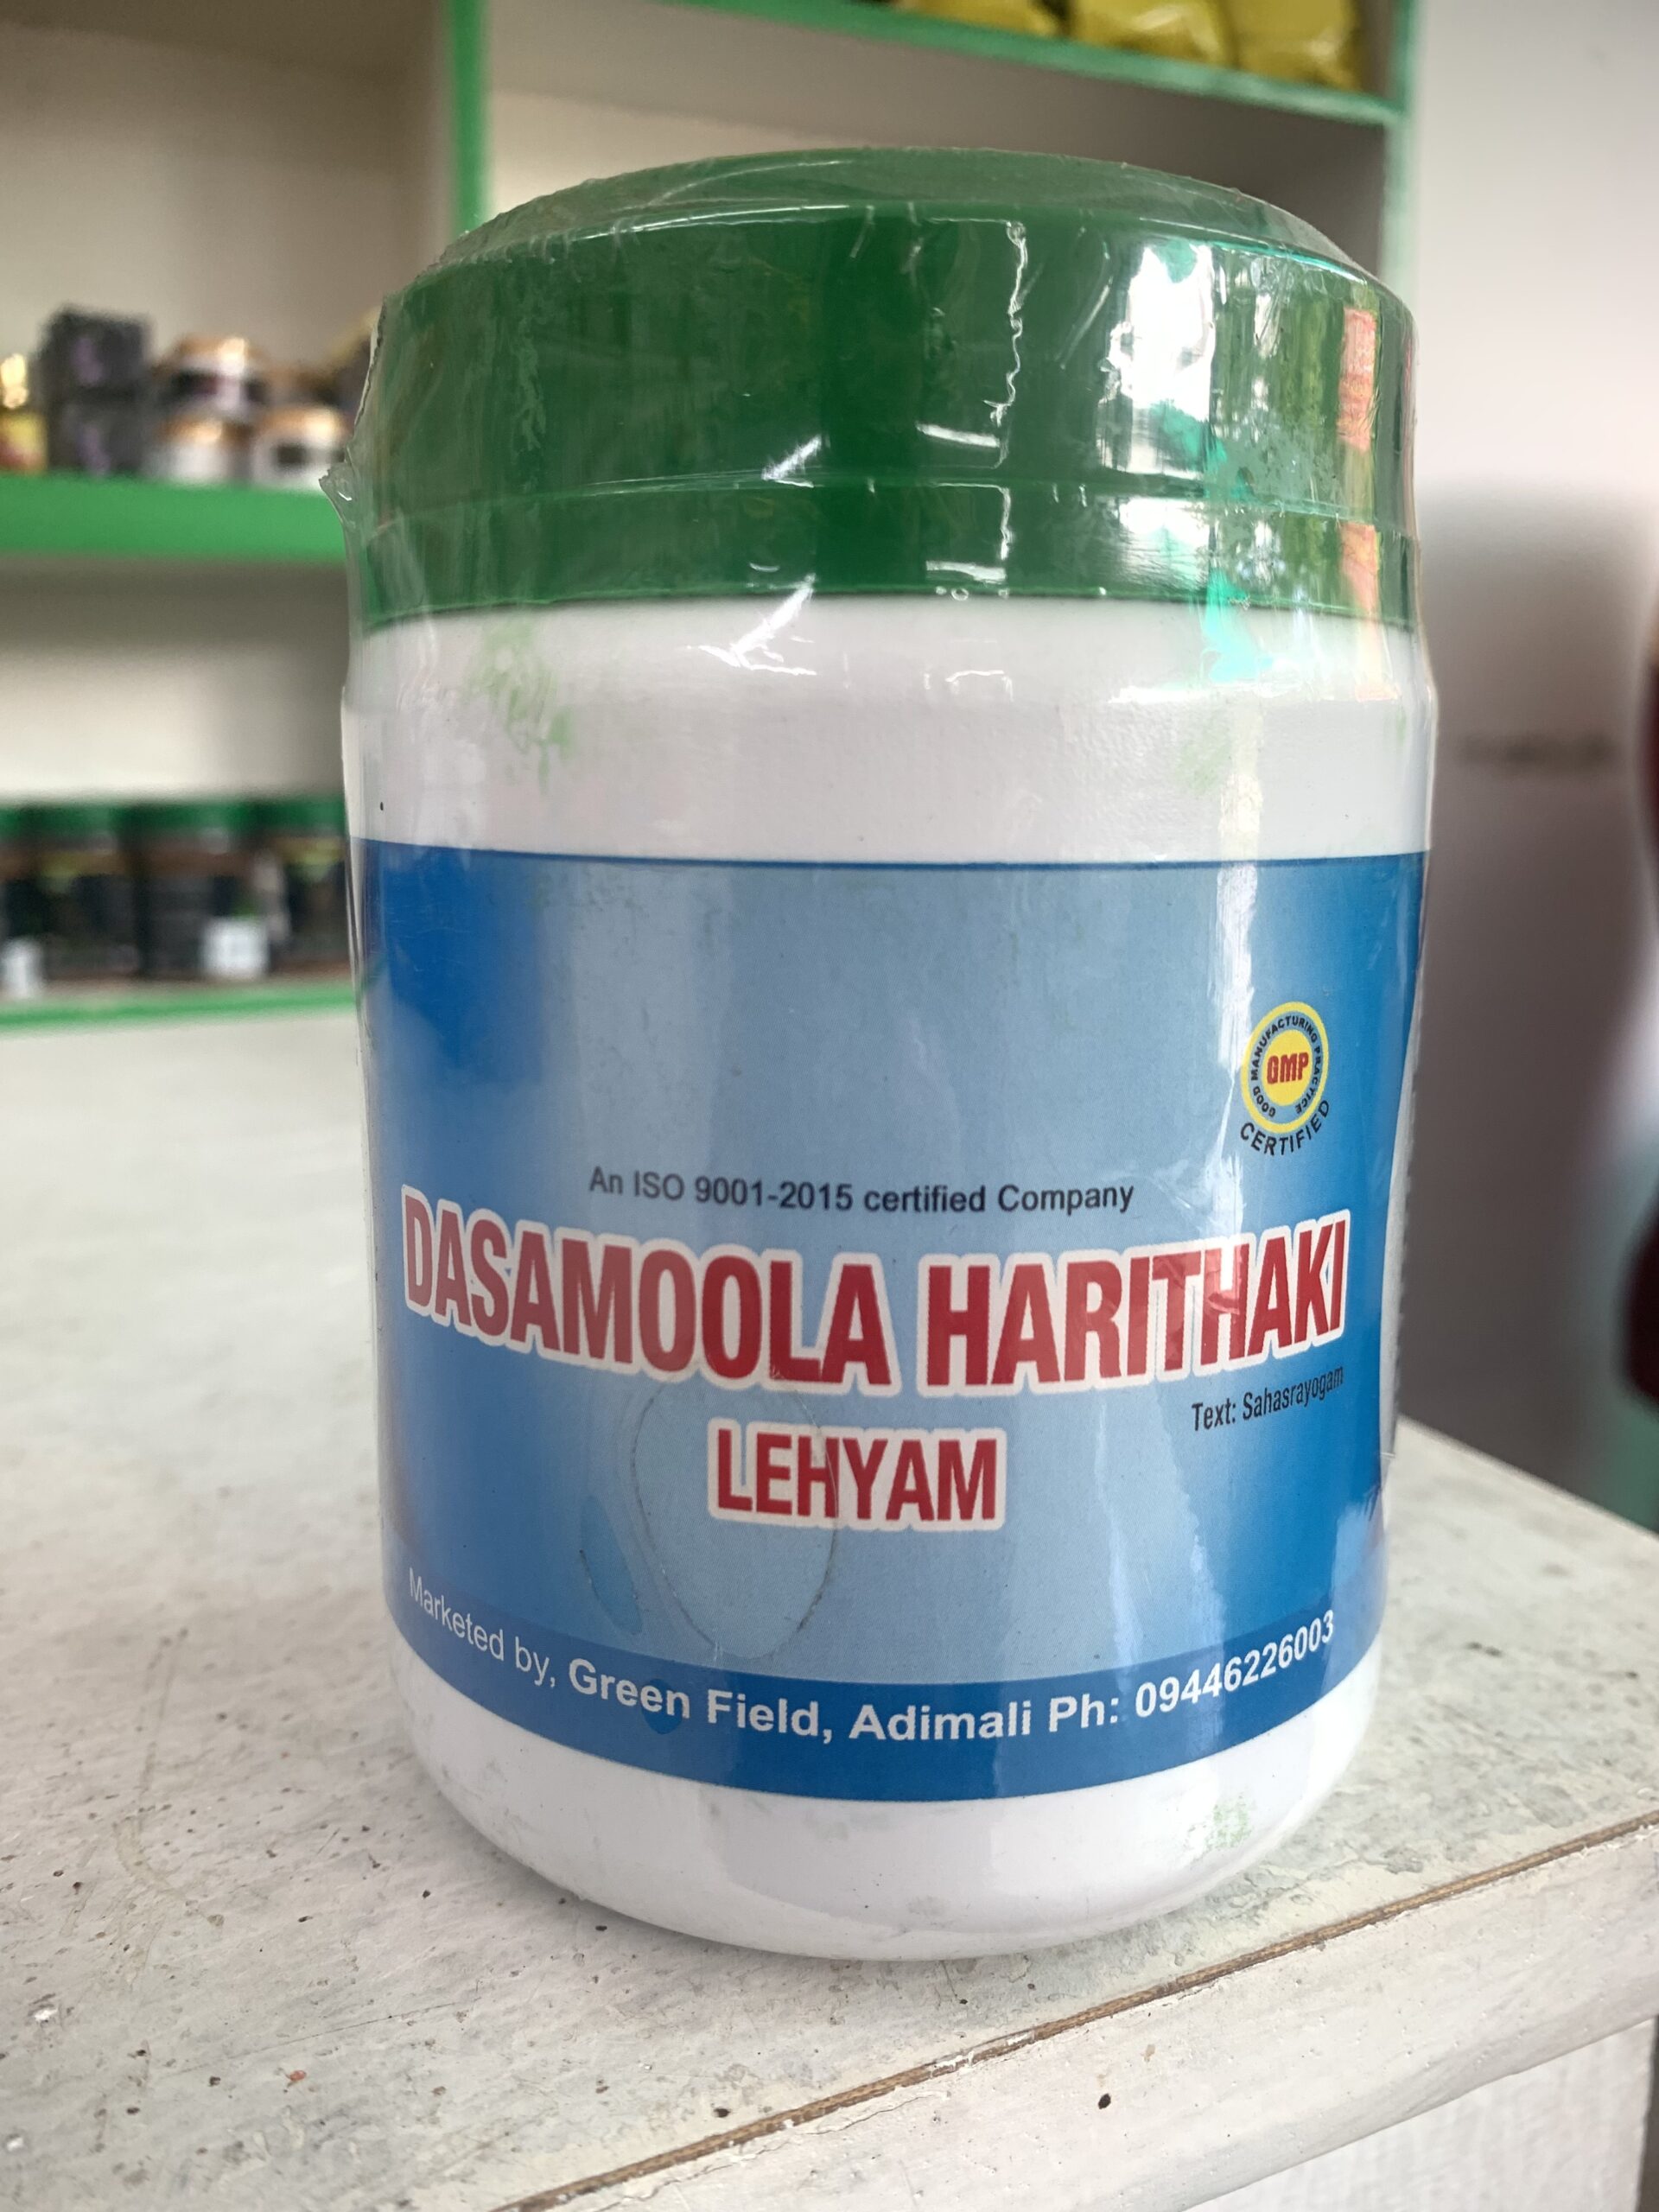 GOOD MANUFACTURING PRACTICE
GMP
CERTIFIED
An ISO 9001-2015 certified Company
DASAMOOLA HARITHAKI
Text: Sahasrayogam
LEHYAM
Marketed by, Green Field, Adimali Ph: 09446226003